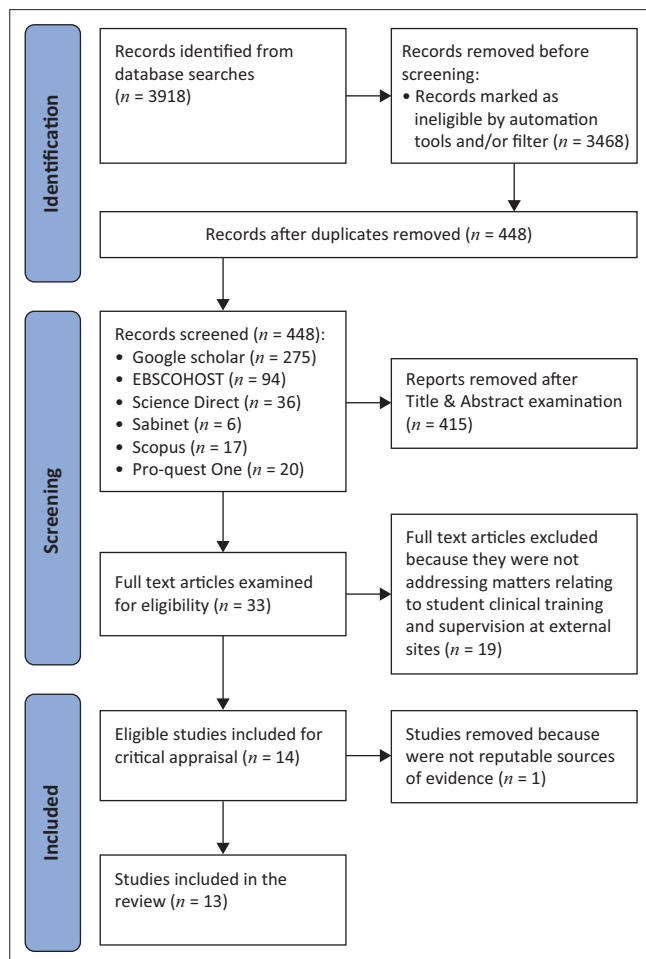 Identification
Records identified from
database searches
(n = 3918)
Records removed before
screening:
• Records marked as
ineligible by automation
tools and/or filter (n = 3468)
Records after duplicates removed (n = 448)
Screening
Records screened (n = 448):
• Google scholar (n = 275)
• EBSCOHOST (n = 94)
• Science Direct (n = 36)
• Sabinet (n = 6)
• Scopus (n = 17)
• Pro-quest One (n = 20)
Reports removed after
Title & Abstract examination
(n = 415)
Full text articles examined
for eligibility (n = 33)
Full text articles excluded
because they were not
addressing matters relating
to student clinical training
and supervision at external
sites (n = 19)
Included
Eligible studies included for
critical appraisal (n = 14)
Studies removed because
were not reputable sources
of evidence (n = 1)
Studies included in the
review (n = 13)